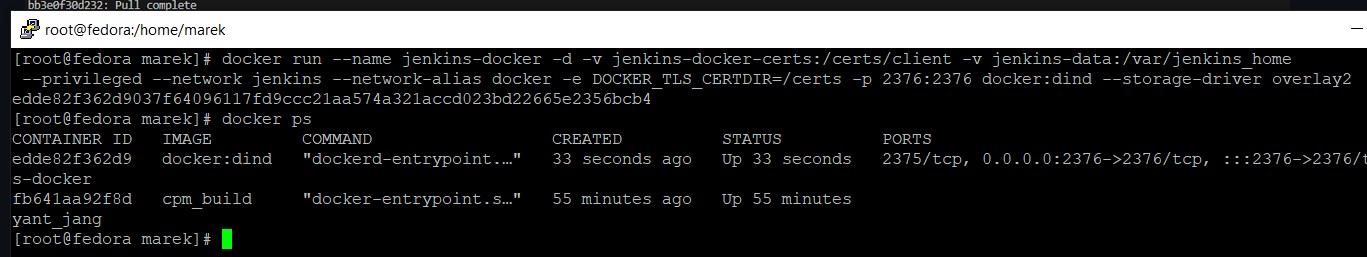 bb3e0f30d232: Pull complete
root@fedora:/home/marek
[root@fedora marek]# docker run --name jenkins-docker -d -v jenkins-docker-certs:/certs/client -v jenkins-data:/var/jenkins_home
 --privileged --network jenkins --network-alias docker -e DOCKER_TLS_CERTDIR=/certs -p 2376:2376 docker:dind --storage-driver overlay2
edde82f362d9037f64096117fd9ccc21aa574a321accd023bd22665e2356bcb4
[root@fedora marek]# docker ps
CONTAINER ID   IMAGE         COMMAND                  CREATED          STATUS          PORTS
edde82f362d9   docker:dind   "dockerd-entrypoint.…"   33 seconds ago   Up 33 seconds   2375/tcp, 0.0.0.0:2376->2376/tcp, :::2376->2376/t
s-docker
fb641aa92f8d   cpm_build     "docker-entrypoint.s…"   55 minutes ago   Up 55 minutes
yant_jang
[root@fedora marek]#